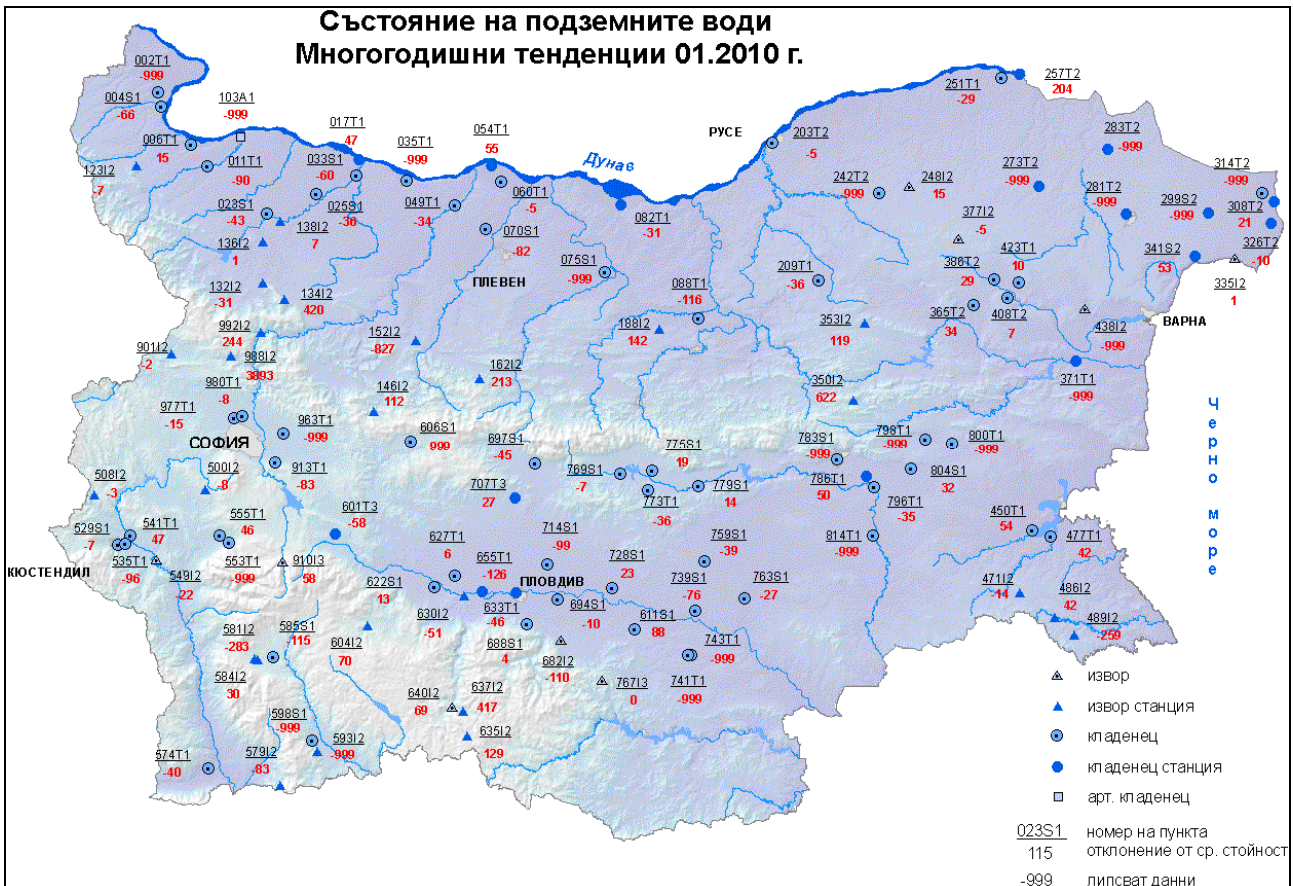 Състояние на подземните води
Многогодишни тенденции 01.2010 г.
002T1
-999
004S1
-66
103A1
-999
006T1
15
011T1
-90
123I2
-7
017T1
47
033S1
-60
035T1
-999
054T1
55
Дунав
РУСЕ
203T2
-5
251T1
-29
257T2
204
283T2
-999
314T2
-999
273T2
-999
281T2
-999
299S2
-999
308T2
21
326T2
-10
335I2
1
341S2
53
242T2
-999
248I2
15
377I2
-5
423T1
10
386T2
29
365T2
34
408T2
7
438I2
-999
ВАРНА
371T1
-999
028S1
-43
025S1
-36
138I2
7
136I2
1
132I2
-31
134I2
420
049T1
-34
060T1
-5
070S1
-82
ПЛЕВЕН
075S1
-999
082T1
-31
088T1
-116
209T1
-36
188I2
142
353I2
119
350I2
622
992I2
244
901I2
-2
988I2
3893
980T1
-8
977T1
-15
СОФИЯ
963T1
-999
913T1
-83
152I2
-827
162I2
213
146I2
112
606S1
999
697S1
-45
769S1
-7
775S1
19
773T1
-36
779S1
14
783S1
-999
798T1
-999
800T1
-999
786T1
50
804S1
32
796T1
-35
814T1
-999
450T1
54
477T1
42
471I2
14
486I2
42
489I2
-259
Черно море
508I2
-3
500I2
-8
529S1
-7
541T1
47
555T1
46
КЮСТЕНДИЛ
535T1
-96
549I2
-22
553T1
-999
910I3
58
601T3
-58
707T3
27
627T1
6
655T1
-126
714S1
-99
ПЛОВДИВ
728S1
23
759S1
-39
739S1
-76
763S1
-27
622S1
13
630I2
-51
633T1
-46
694S1
-10
611S1
88
688S1
4
682I2
-110
743T1
-999
741T1
-999
767I3
0
581I2
-283
585S1
-115
604I2
70
584I2
30
640I2
69
637I2
417
635I2
129
598S1
-999
593I2
-999
574T1
-40
579I2
-83
извор
извор станция
кладенец
кладенец станция
арт. кладенец
023S1 номер на пункта
115 отклонение от ср. стойност
-999 липсват данни